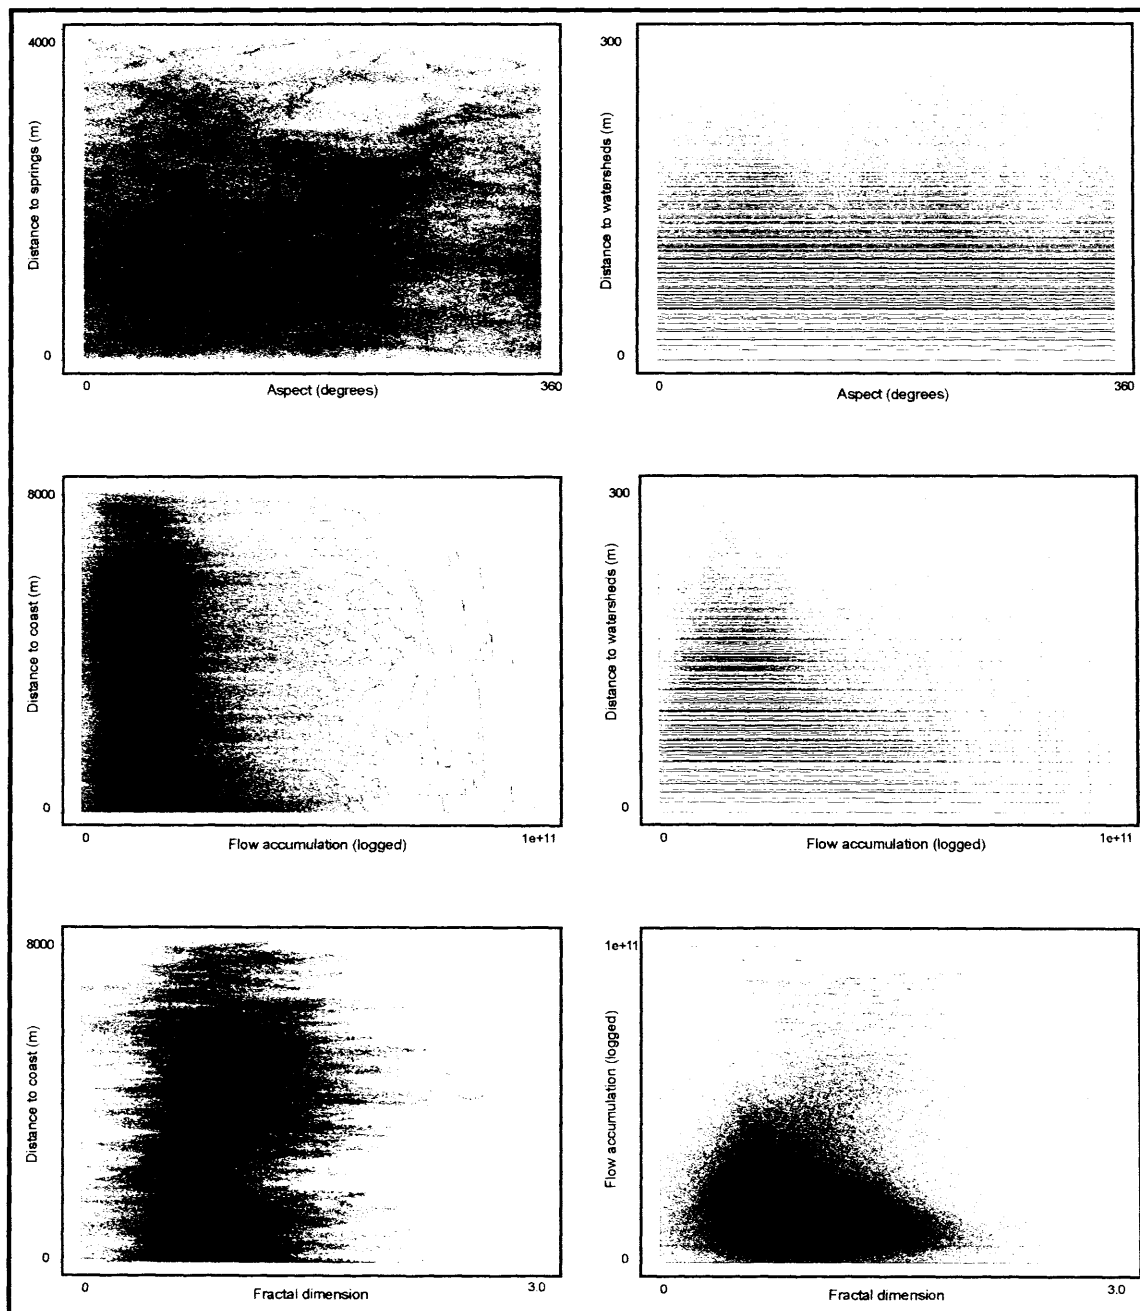 4000
Distance to springs (m)
0
0
360
Aspect (degrees)
300
Distance to watersheds (m)
0
0
360
Aspect (degrees)
8000
Distance to coast (m)
0
0
1e+11
Flow accumulation (logged)
300
Distance to watersheds (m)
0
0
1e+11
Flow accumulation (logged)
8000
Distance to coast (m)
0
0
3.0
Fractal dimension
1e+11
Flow accumulation (logged)
0
0
3.0
Fractal dimension